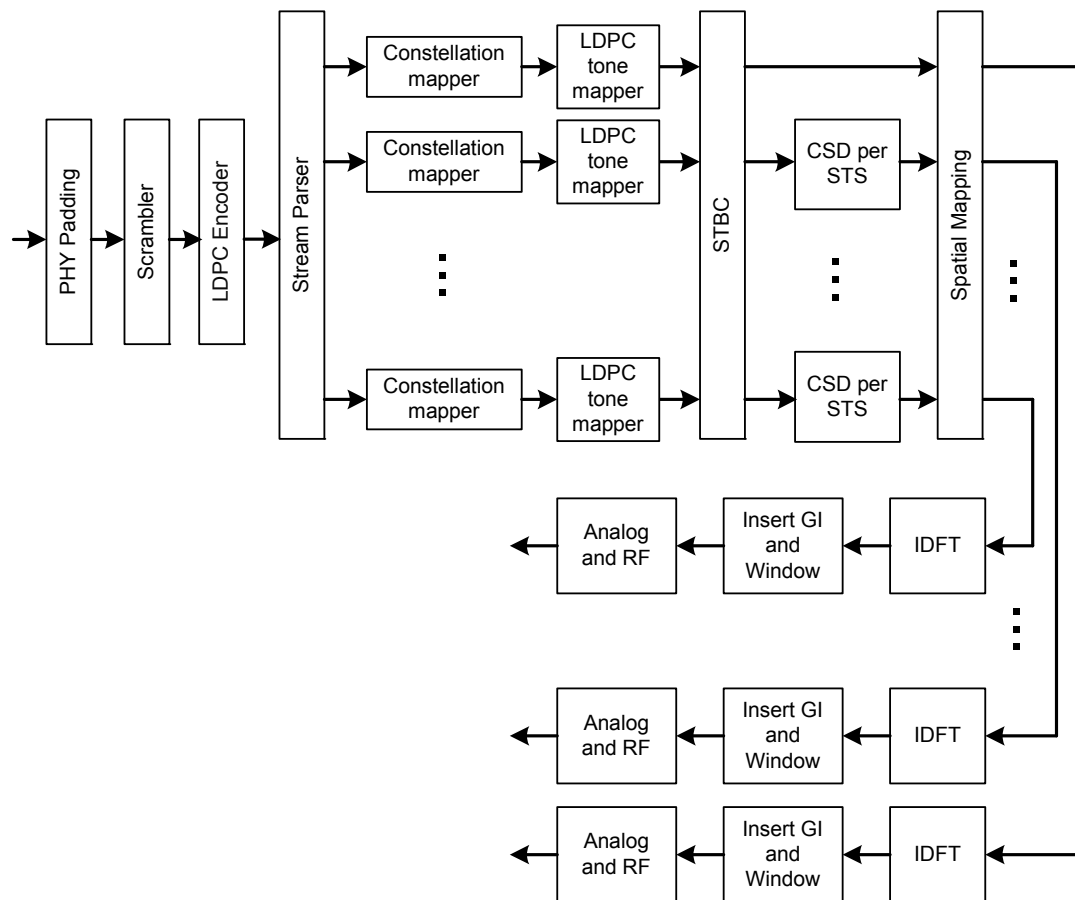 PHY Padding
Scrambler
LDPC Encoder
Stream Parser
Constellation
mapper
LDPC
tone
mapper
Constellation
mapper
LDPC
tone
mapper
Constellation
mapper
LDPC
tone
mapper
STBC
CSD per
STS
CSD per
STS
Spatial Mapping
Analog
and RF
Insert GI
and
Window
IDFT
Analog
and RF
Insert GI
and
Window
IDFT
Analog
and RF
Insert GI
and
Window
IDFT